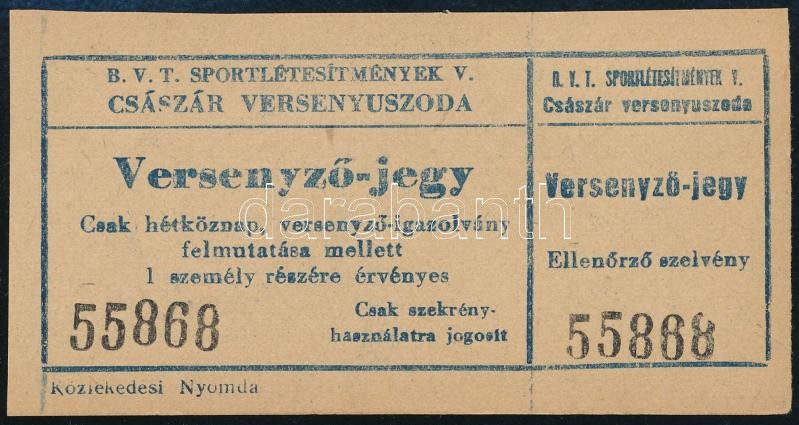 B. V. T. SPORTLÉTESÍTMÉNYEK V.
CSÁSZÁR VERSENYUSZODA
Versenyző-jegy
Csak hétköznap, versenyző-igazolvány
felmutatása mellett
1 személy részére érvényes
55868
Csak szekrény-
használatra jogosít
Közlekedési Nyomda
B. V. T. SPORTLÉTESÍTMÉNYEK V.
Császár versenyuszoda
Versenyző-jegy
Ellenőrző szelvény
55868
darabanth